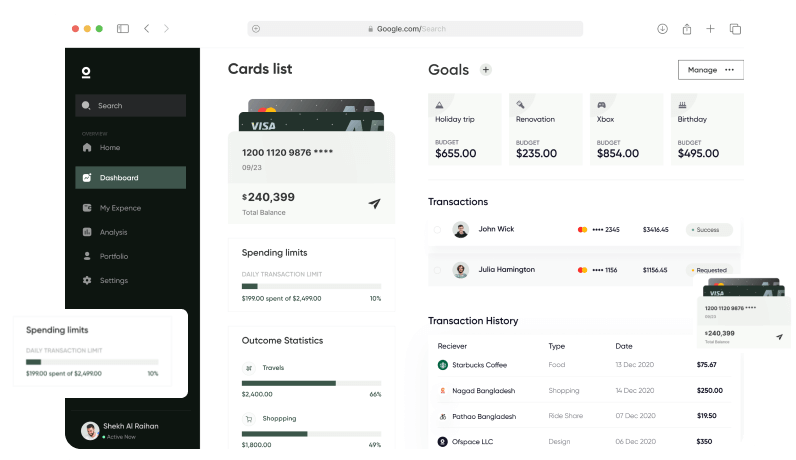 Google.com/Search
Search
OVERVIEW
Home
Dashboard
My Expence
Analysis
Portfolio
Settings
Spending limits
DAILY TRANSACTION LIMIT
$199.00 spent of $2,499.00 10%
Shekh Al Raihan
Active Now
Cards list
VISA
1200 1120 9876 ****
09/23
$240,399
Total Balance
Spending limits
DAILY TRANSACTION LIMIT
$199.00 spent of $2,499.00 10%
Outcome Statistics
Travels
$2,400.00 66%
Shoppping
$1,800.00 49%
Goals
Manage
Holiday trip
BUDGET
$655.00
Renovation
BUDGET
$235.00
Xbox
BUDGET
$854.00
Birthday
BUDGET
$495.00
Transactions
John Wick •••• 2345 $3416.45 Success
Julia Hamington •••• 1156 $1156.45 Requested
VISA
1200 1120 9876 ****
09/23
$240,399
Total Balance
Transaction History
Reciever Type Date
Starbucks Coffee Food 13 Dec 2020 $75.67
Nagad Bangladesh Shopping 14 Dec 2020 $250.00
Pathao Bangladesh Ride Share 07 Dec 2020 $19.50
Ofspace LLC Design 06 Dec 2020 $350